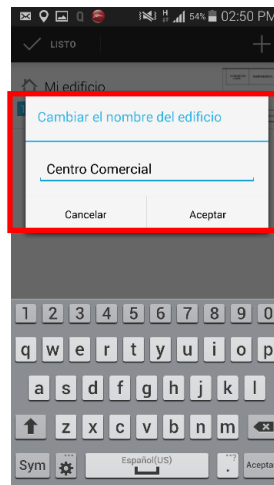 54% 02:50 PM
LISTO
Mi edificio
Cambiar el nombre del edificio
Centro Comercial
Cancelar Aceptar
1 2 3 4 5 6 7 8 9 0
q w e r t y u i o p
a s d f g h j k l
z x c v b n m
Sym Español(US) . Acepta